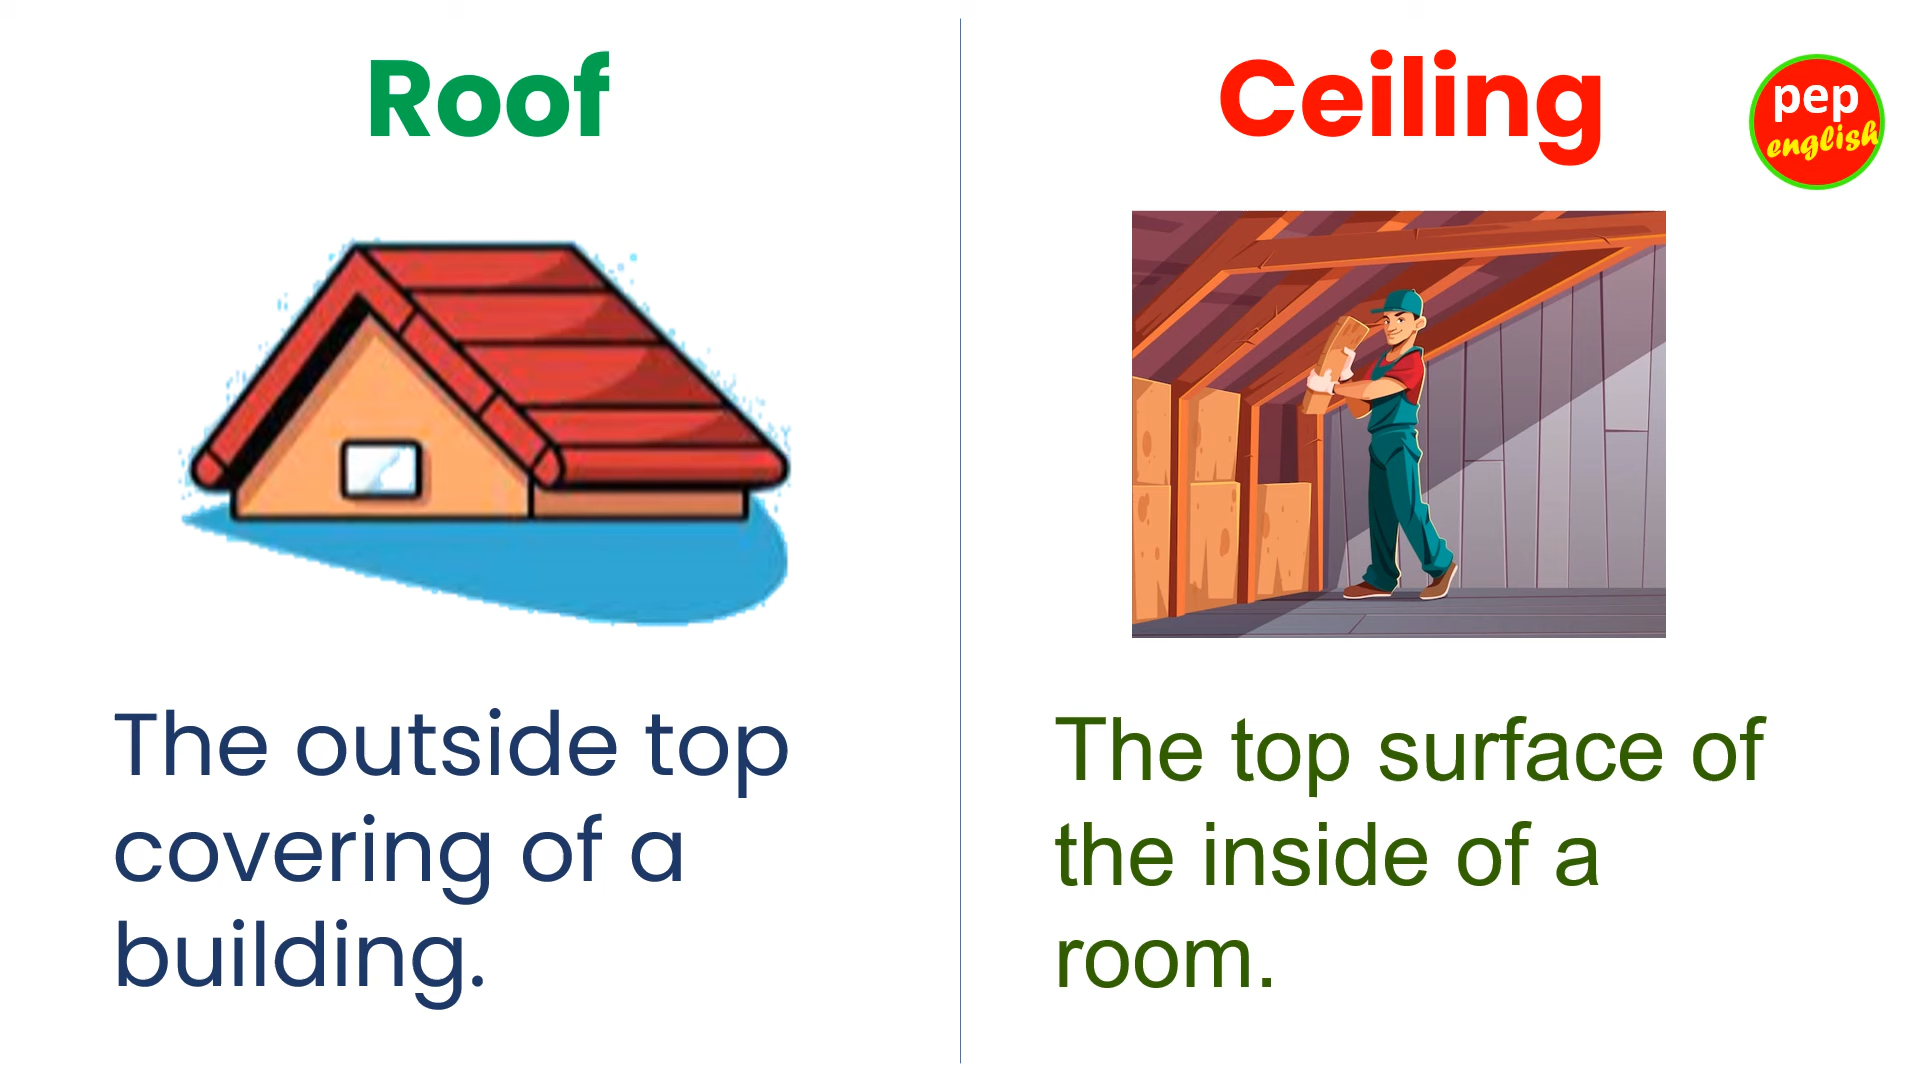 Roof
The outside top
covering of a
building.
Ceiling
The top surface of
the inside of a
room.
pep
english